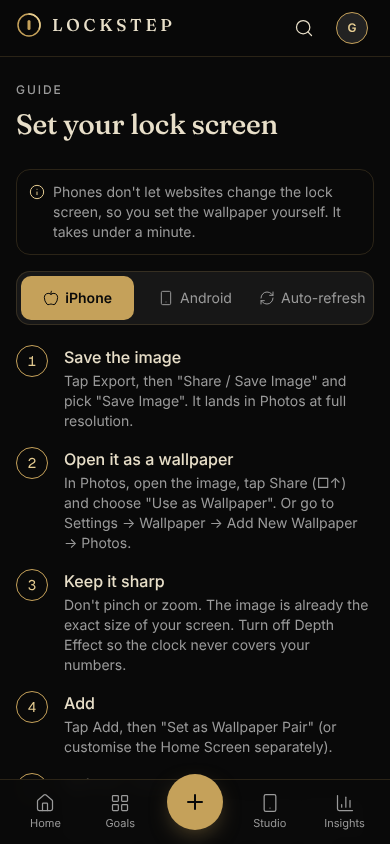 LOCKSTEP
G
GUIDE
Set your lock screen
Phones don't let websites change the lock
screen, so you set the wallpaper yourself. It
takes under a minute.
iPhone
Android
Auto-refresh
1
Save the image
Tap Export, then "Share / Save Image" and
pick "Save Image". It lands in Photos at full
resolution.
2
Open it as a wallpaper
In Photos, open the image, tap Share (□↑)
and choose "Use as Wallpaper". Or go to
Settings → Wallpaper → Add New Wallpaper
→ Photos.
3
Keep it sharp
Don't pinch or zoom. The image is already the
exact size of your screen. Turn off Depth
Effect so the clock never covers your
numbers.
4
Add
Tap Add, then "Set as Wallpaper Pair" (or
customise the Home Screen separately).
Home
Goals
Studio
Insights